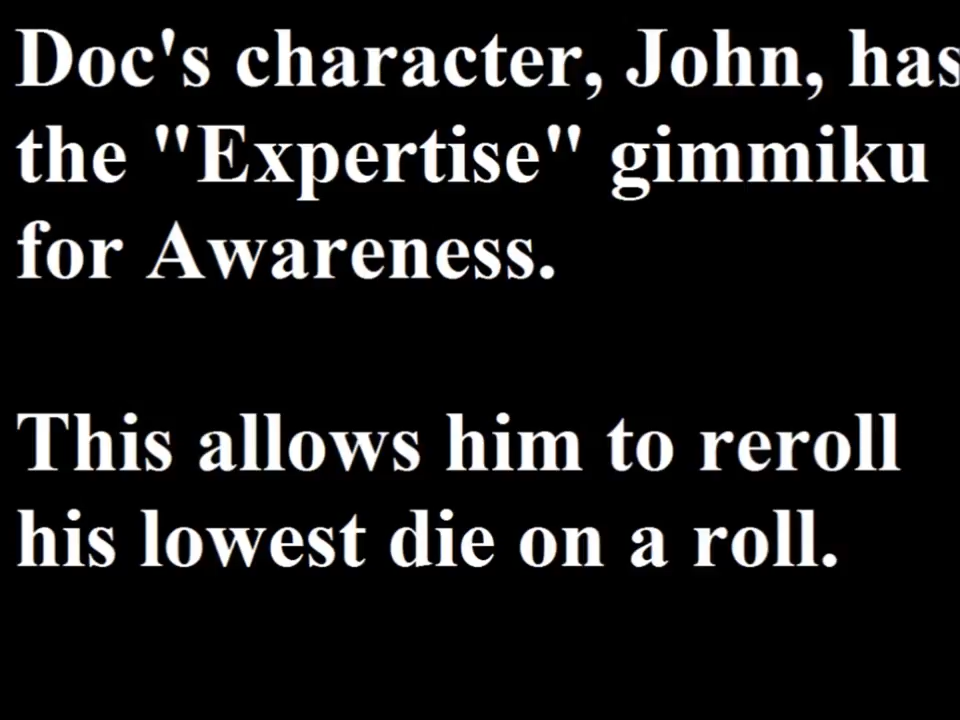 Doc's character, John, has
the "Expertise" gimmiku
for Awareness.
This allows him to reroll
his lowest die on a roll.